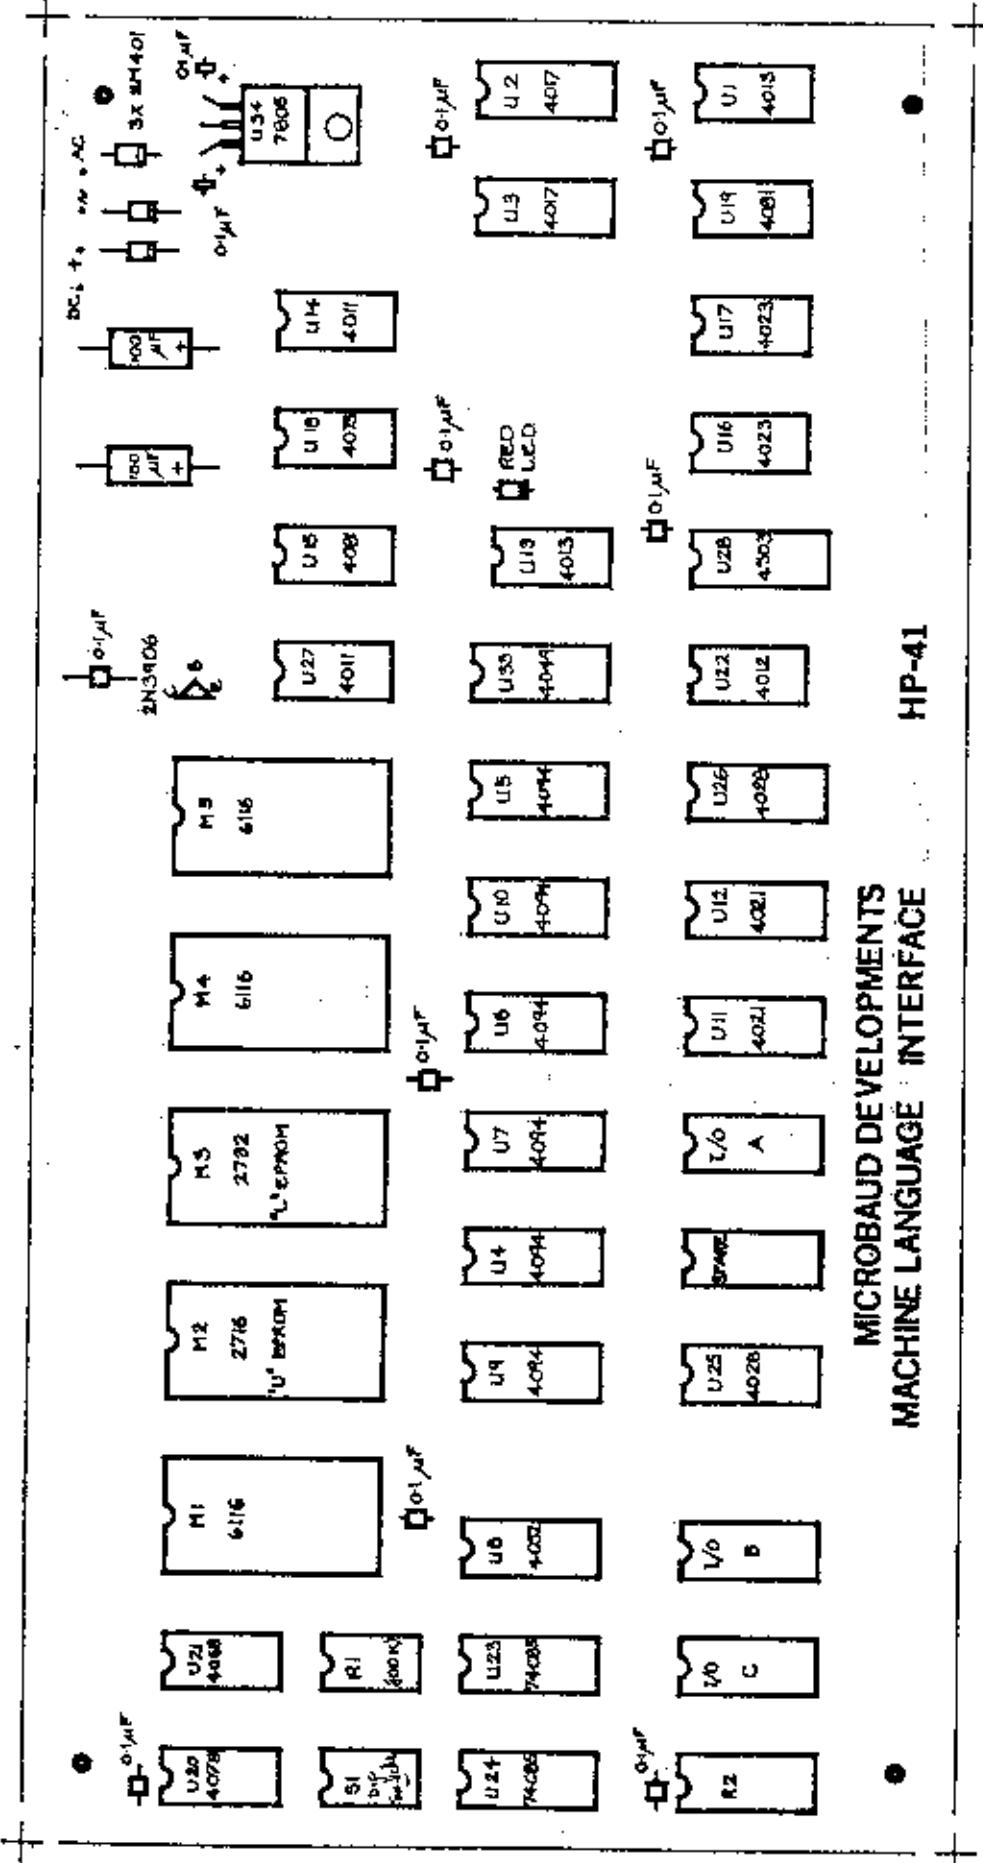 0.1µF
U20
4078
U21
4068
M1
6116
M2
2716
"U" EPROM
M3
2732
"L" EPROM
M4
6116
M5
6116
2N3906
C
B
E
0.1µF
100
µF
+
100
µF
+
DC
AC
3X 1N401
0.1µF
+
0.1µF
+
U34
7805
S1
DIP
Switch
R1
U27
4011
U15
4081
U18
4075
U14
4011
0.1µF
0.1µF
0.1µF
0.1µF
U24
74C85
U23
74C85
U8
U9
4094
U4
4094
U7
4094
U6
4094
U10
4094
U5
4094
U33
4049
U13
4013
RED
L.E.D.
U3
4017
U2
4017
0.1µF
0.1µF
0.1µF
R2
I/O
C
I/O
B
U25
4028
SPARE
I/O
A
U11
4021
U12
4021
U26
4028
U22
4012
U28
4503
U16
4023
U17
4023
U19
4081
U1
MICROBAUD DEVELOPMENTS
MACHINE LANGUAGE INTERFACE HP-41